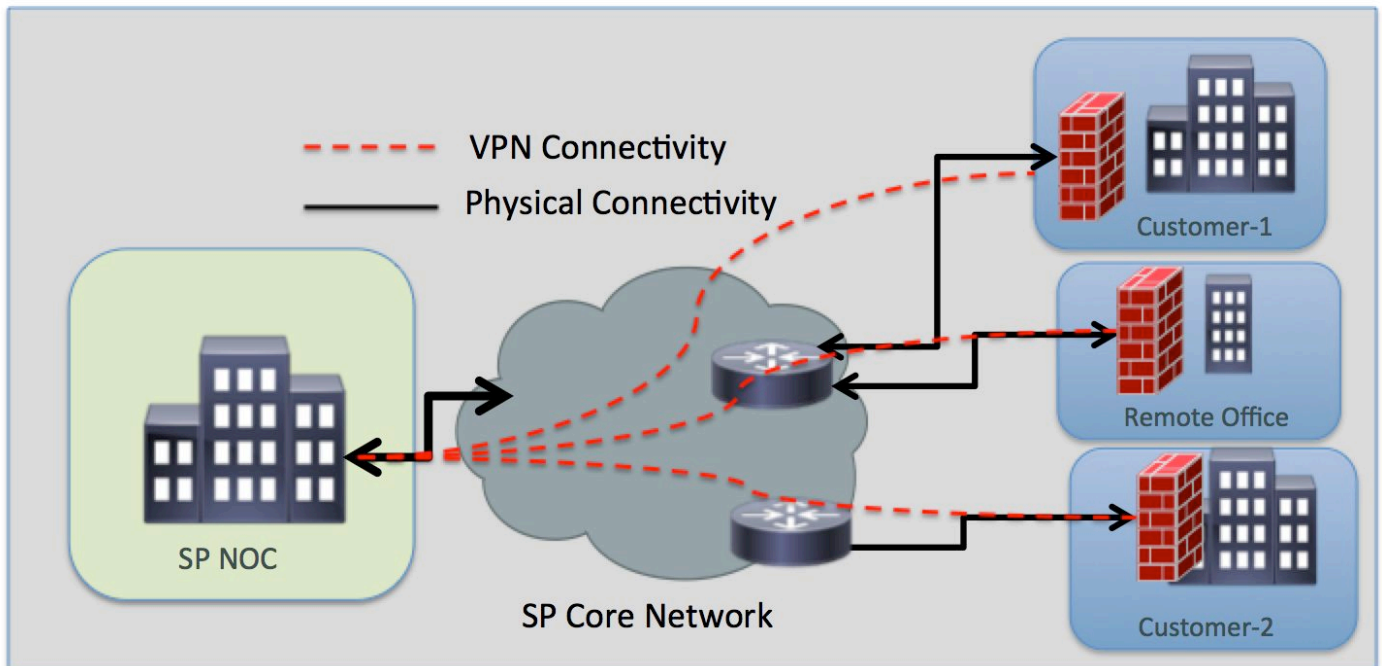 VPN Connectivity
Physical Connectivity
Customer-1
Remote Office
SP NOC
SP Core Network
Customer-2